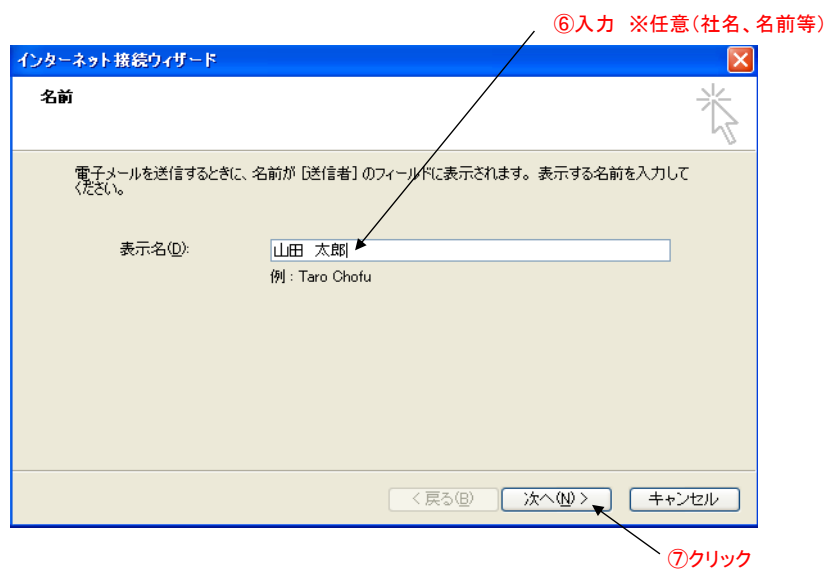 ⑥入力 ※任意(社名、名前等)
インターネット接続ウィザード
名前
電子メールを送信するときに、名前が [送信者] のフィールドに表示されます。表示する名前を入力して
ください。
表示名(D):
山田 太郎
例 : Taro Chofu
< 戻る(B)
次へ(N) >
キャンセル
⑦クリック